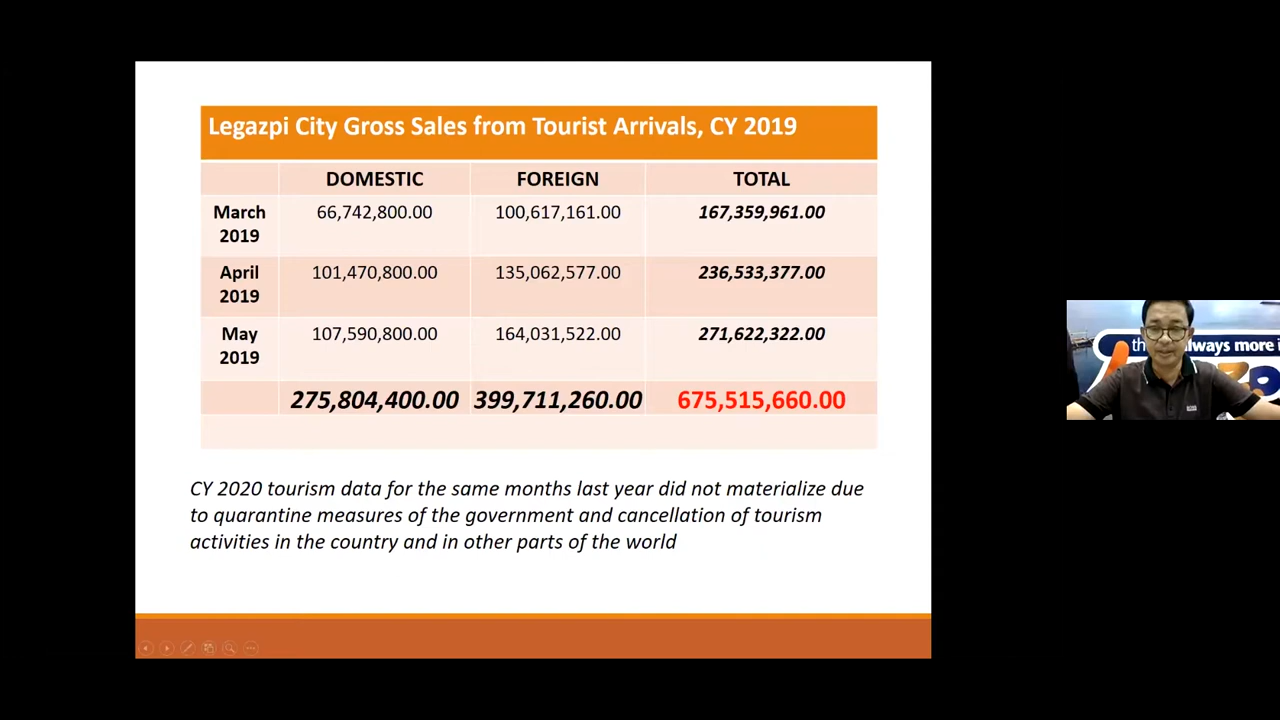 Legazpi City Gross Sales from Tourist Arrivals, CY 2019
DOMESTIC FOREIGN TOTAL
March 2019 66,742,800.00 100,617,161.00 167,359,961.00
April 2019 101,470,800.00 135,062,577.00 236,533,377.00
May 2019 107,590,800.00 164,031,522.00 271,622,322.00
275,804,400.00 399,711,260.00 675,515,660.00
CY 2020 tourism data for the same months last year did not materialize due
to quarantine measures of the government and cancellation of tourism
activities in the country and in other parts of the world
always more